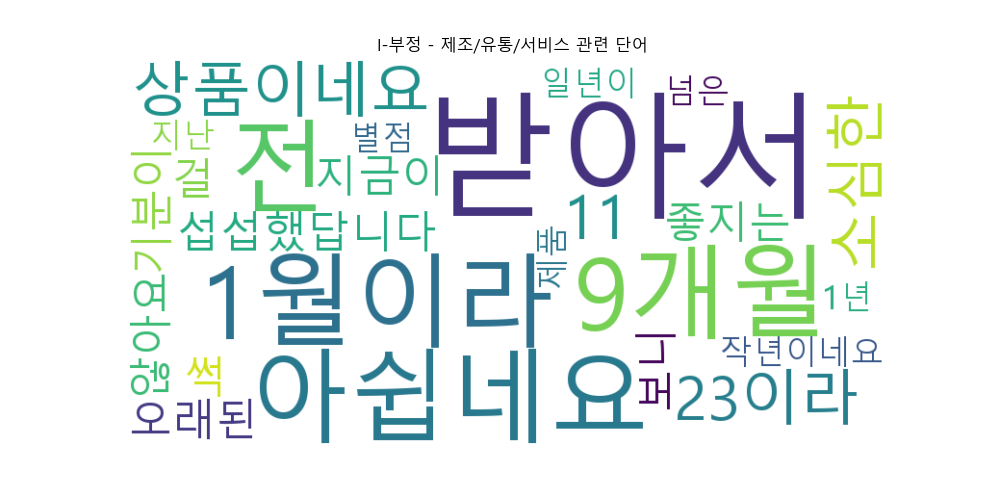 I-부정 - 제조/유통/서비스 관련 단어
상품이네요
일년이
넘은
받아서
전
별점
지난
걸
지금이
소심한
기분이
섭섭했답니다
11
좋지는
제품
1월이라
9개월
1년
않아요
썩
보니
작년이네요
아쉽네요
23이라
오래된